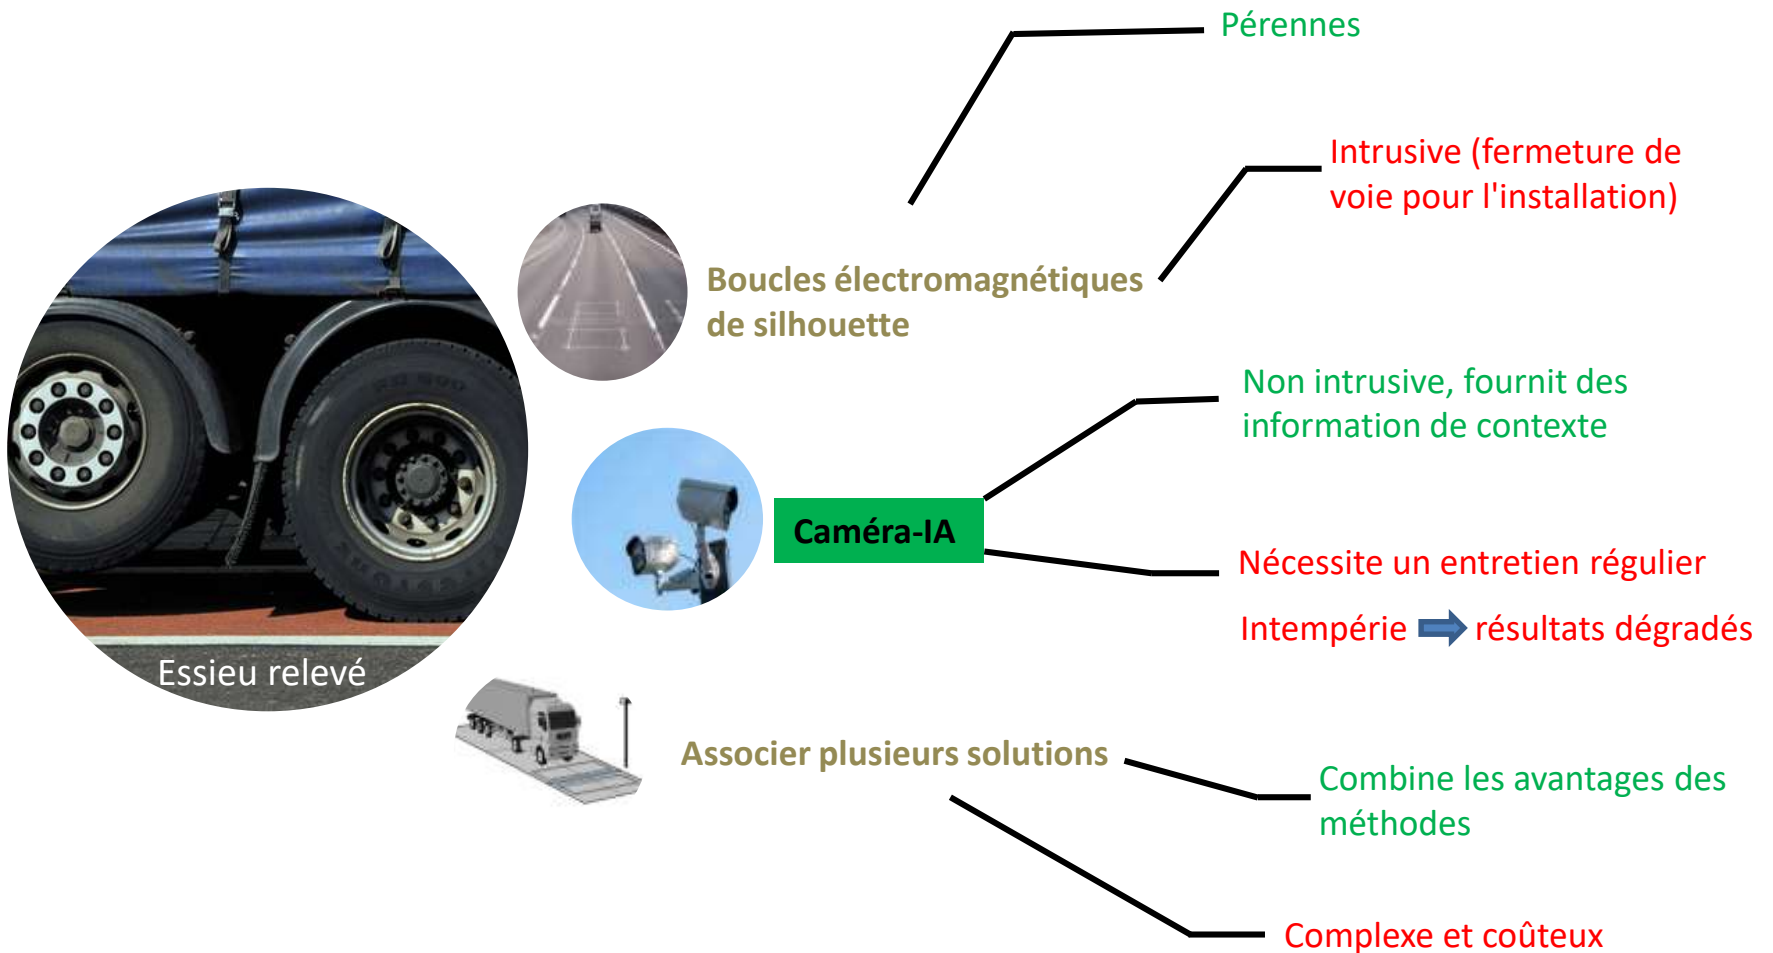 Pérennes
Intrusive (fermeture de
voie pour l'installation)
Boucles électromagnétiques
de silhouette
Non intrusive, fournit des
information de contexte
Caméra-IA
Nécessite un entretien régulier
Intempérie résultats dégradés
Essieu relevé
Associer plusieurs solutions
Combine les avantages des
méthodes
Complexe et coûteux